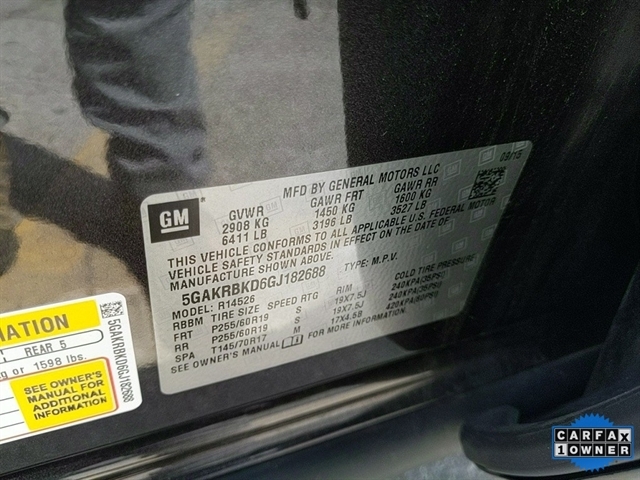 MFD BY GENERAL MOTORS LLC
08/15
GM
GVWR GAWR FRT GAWR RR
2908 KG 1450 KG 1600 KG
6411 LB 3196 LB 3527 LB
THIS VEHICLE CONFORMS TO ALL APPLICABLE U.S. FEDERAL MOTOR
VEHICLE SAFETY STANDARDS IN EFFECT ON THE DATE OF
MANUFACTURE SHOWN ABOVE.
5GAKRBKD6GJ182688 TYPE: M.P.V.
MODEL: R14526
RBBM TIRE SIZE SPEED RTG RIM COLD TIRE PRESSURE
FRT P255/60R19 S 19X7.5J 240KPA(35PSI)
RR P255/60R19 S 19X7.5J 240KPA(35PSI)
SPA T145/70R17 M 17X4.5B 420KPA(60PSI)
SEE OWNER'S MANUAL FOR MORE INFORMATION.
MATION
REAR 5
or 1598 lbs.
SEE OWNER'S
MANUAL FOR
ADDITIONAL
INFORMATION
5GAKRBKD6GJ182688
CARFAX
1 OWNER